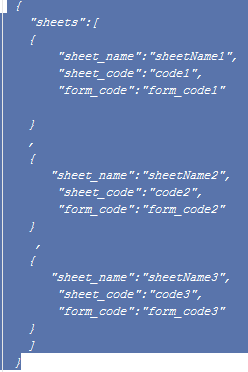 {
"sheets":[
{
"sheet_name":"sheetName1",
"sheet_code":"code1",
"form_code":"form_code1"
}
,
{
"sheet_name":"sheetName2",
"sheet_code":"code2",
"form_code":"form_code2"
}
,
{
"sheet_name":"sheetName3",
"sheet_code":"code3",
"form_code":"form_code3"
}
]
}